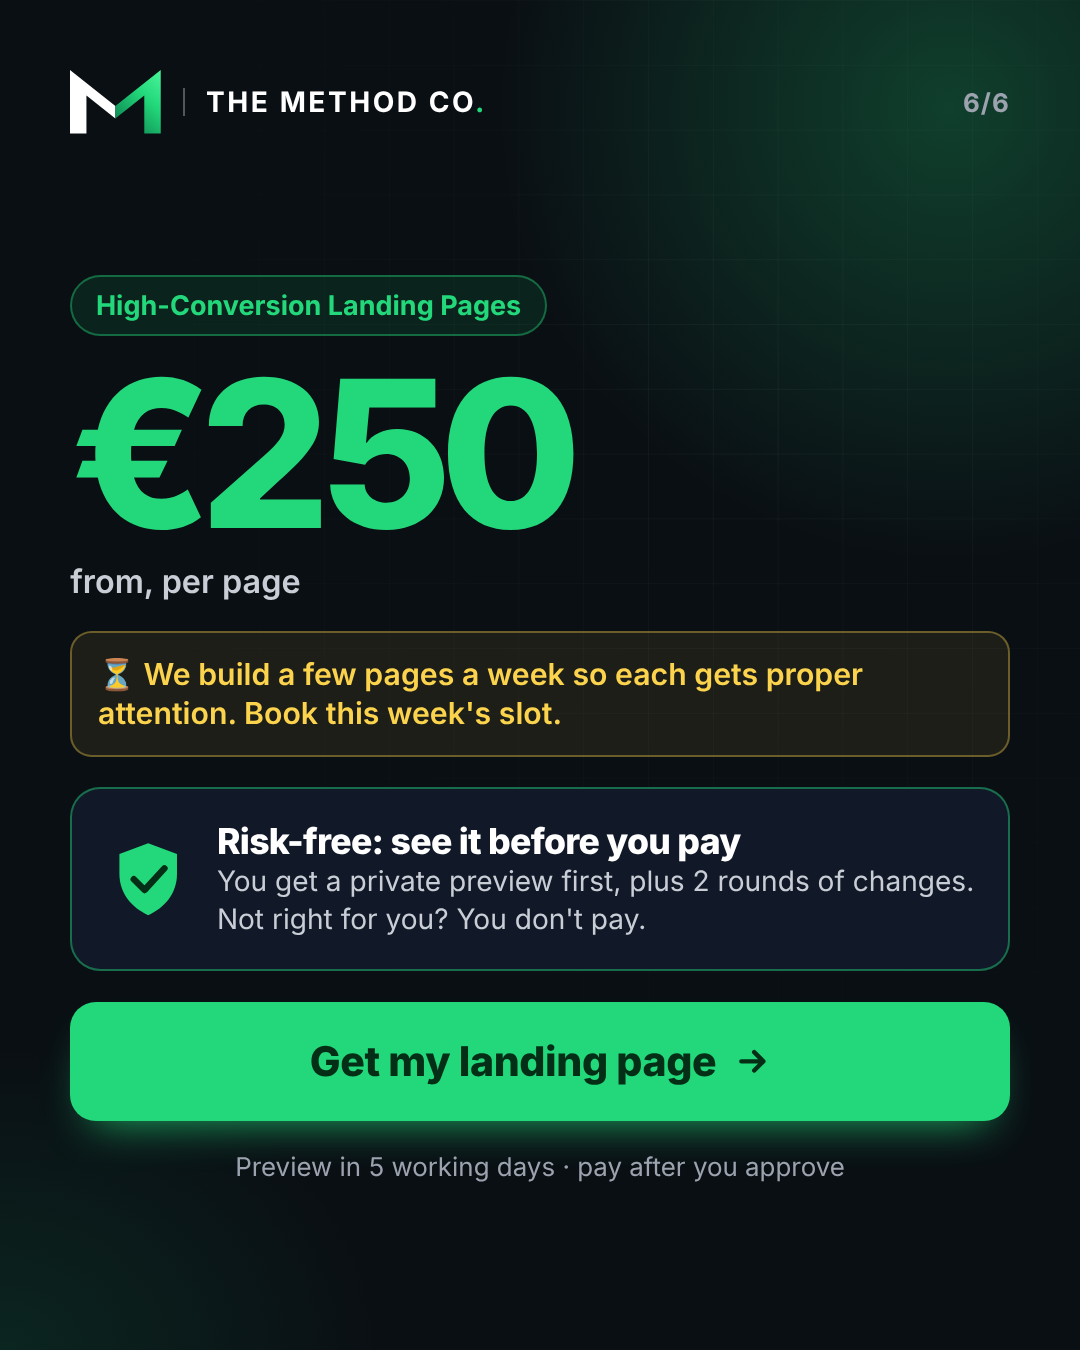 THE METHOD CO.
6/6
High-Conversion Landing Pages
€250
from, per page
⏳ We build a few pages a week so each gets proper
attention. Book this week's slot.
Risk-free: see it before you pay
You get a private preview first, plus 2 rounds of changes.
Not right for you? You don't pay.
Get my landing page →
Preview in 5 working days · pay after you approve